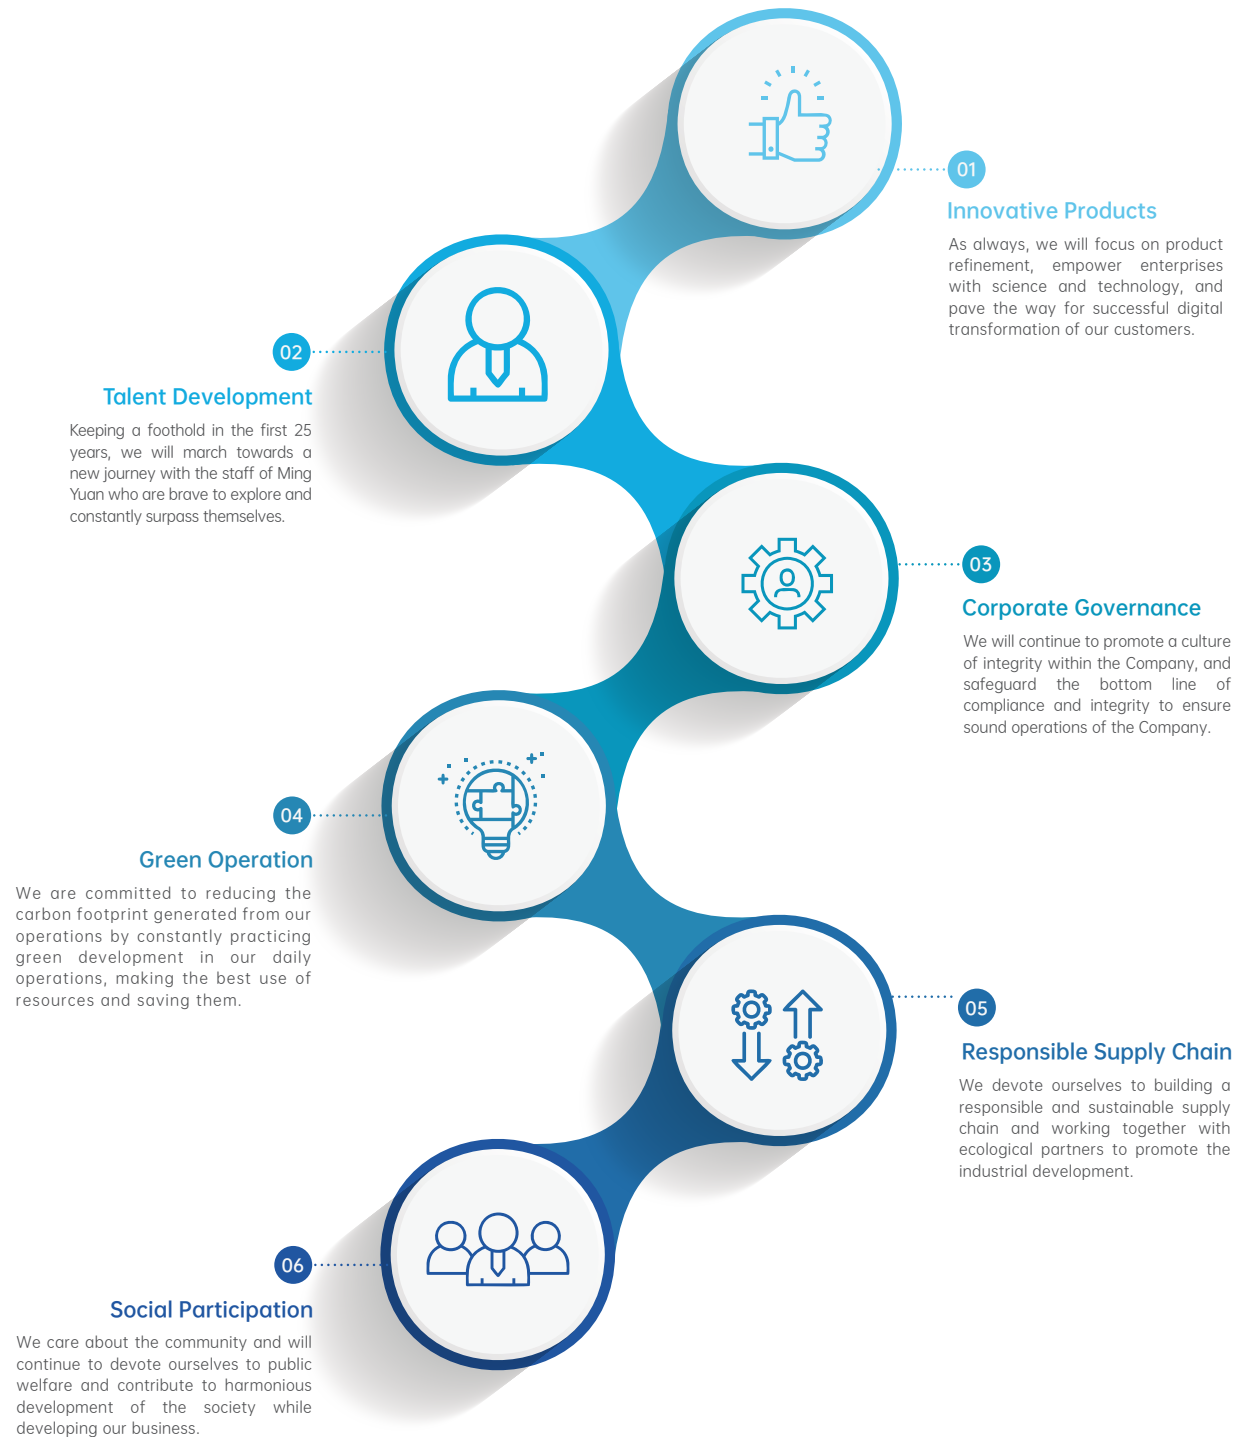 01
Innovative Products
As always, we will focus on product
refinement, empower enterprises
with science and technology, and
pave the way for successful digital
transformation of our customers.
02
Talent Development
Keeping a foothold in the first 25
years, we will march towards a
new journey with the staff of Ming
Yuan who are brave to explore and
constantly surpass themselves.
03
Corporate Governance
We will continue to promote a culture
of integrity within the Company, and
safeguard the bottom line of
compliance and integrity to ensure
sound operations of the Company.
04
Green Operation
We are committed to reducing the
carbon footprint generated from our
operations by constantly practicing
green development in our daily
operations, making the best use of
resources and saving them.
05
Responsible Supply Chain
We devote ourselves to building a
responsible and sustainable supply
chain and working together with
ecological partners to promote the
industrial development.
06
Social Participation
We care about the community and will
continue to devote ourselves to public
welfare and contribute to harmonious
development of the society while
developing our business.